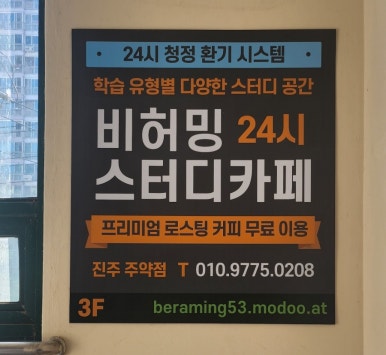 · 24시 청정 환기 시스템 ·
학습 유형별 다양한 스터디 공간
비허밍 24시
스터디카페
프리미엄 로스팅 커피 무료 이용
진주 주약점 T 010.9775.0208
3F beraming53.modoo.at